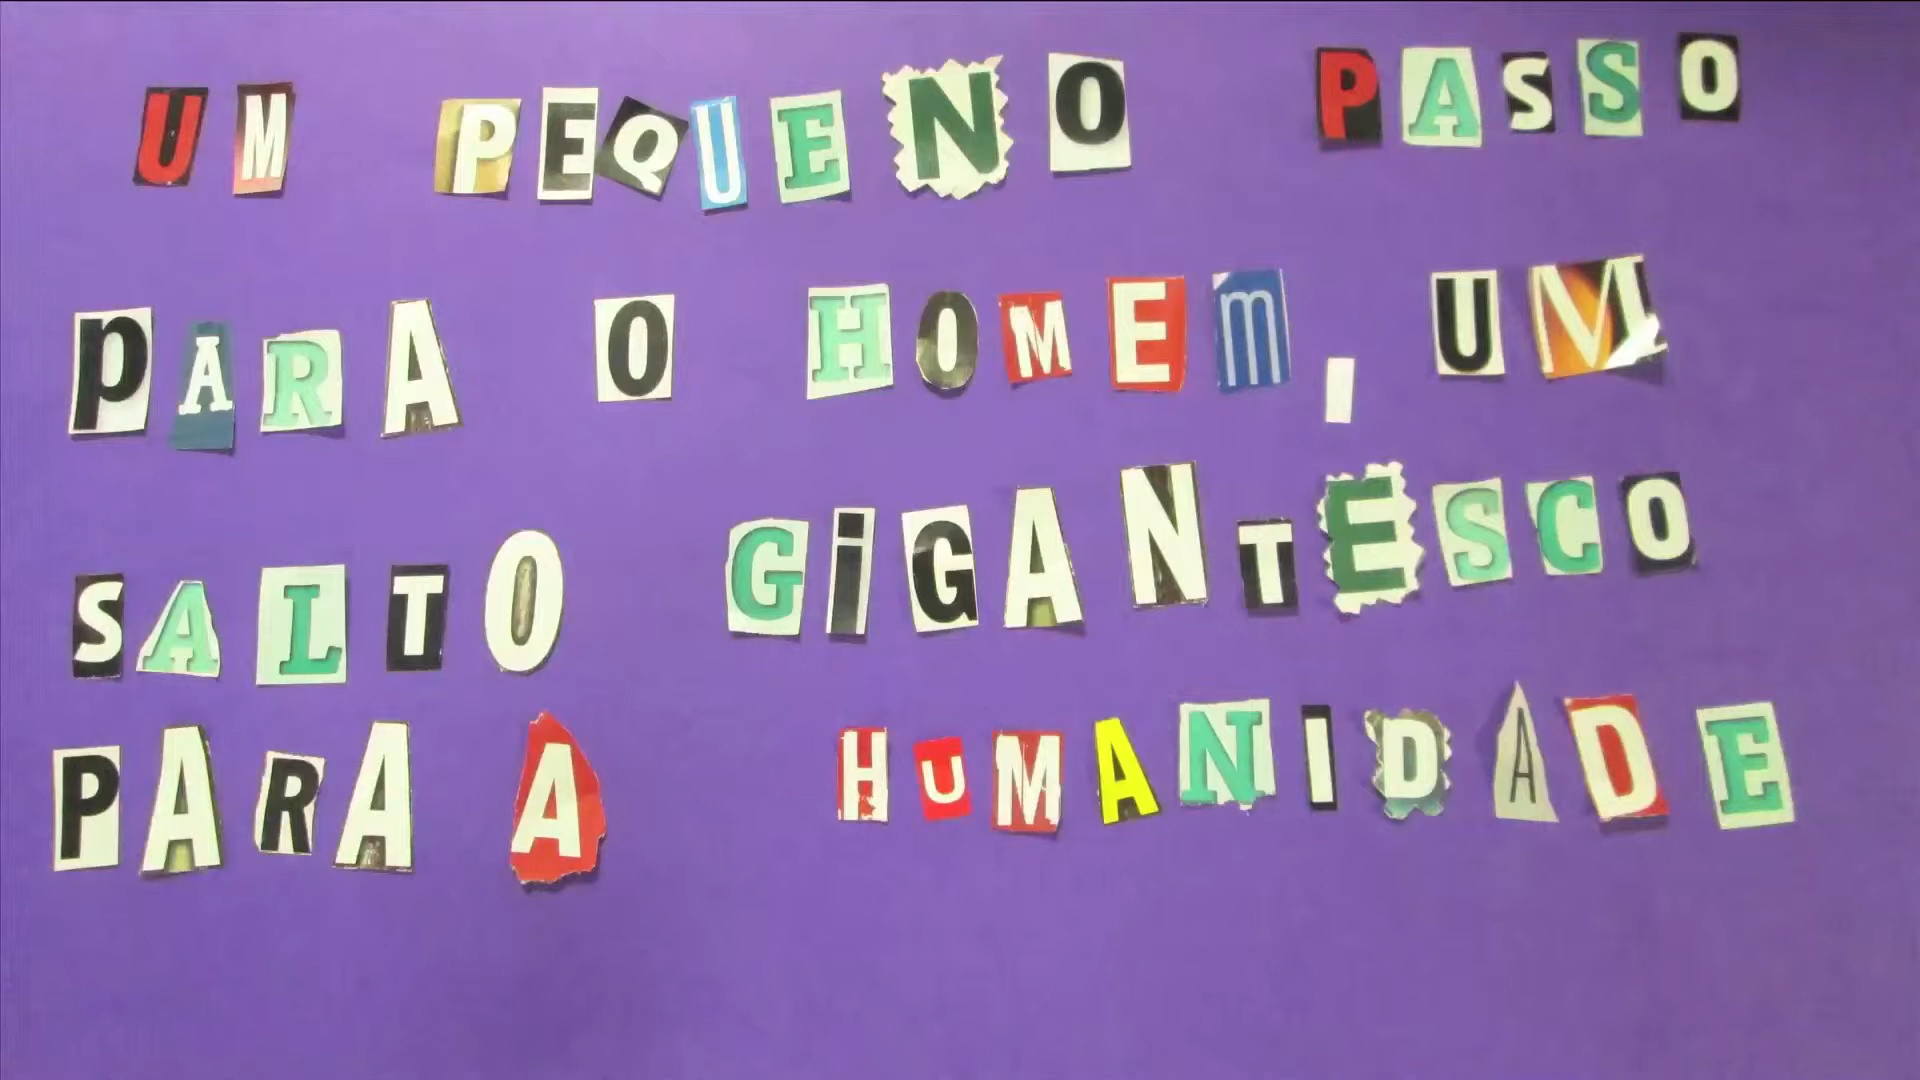 UM PEQUENO PASSO
PARA O HOMEm, UM
SALTO GiGANTESCO
PARA A HUMANIDADE